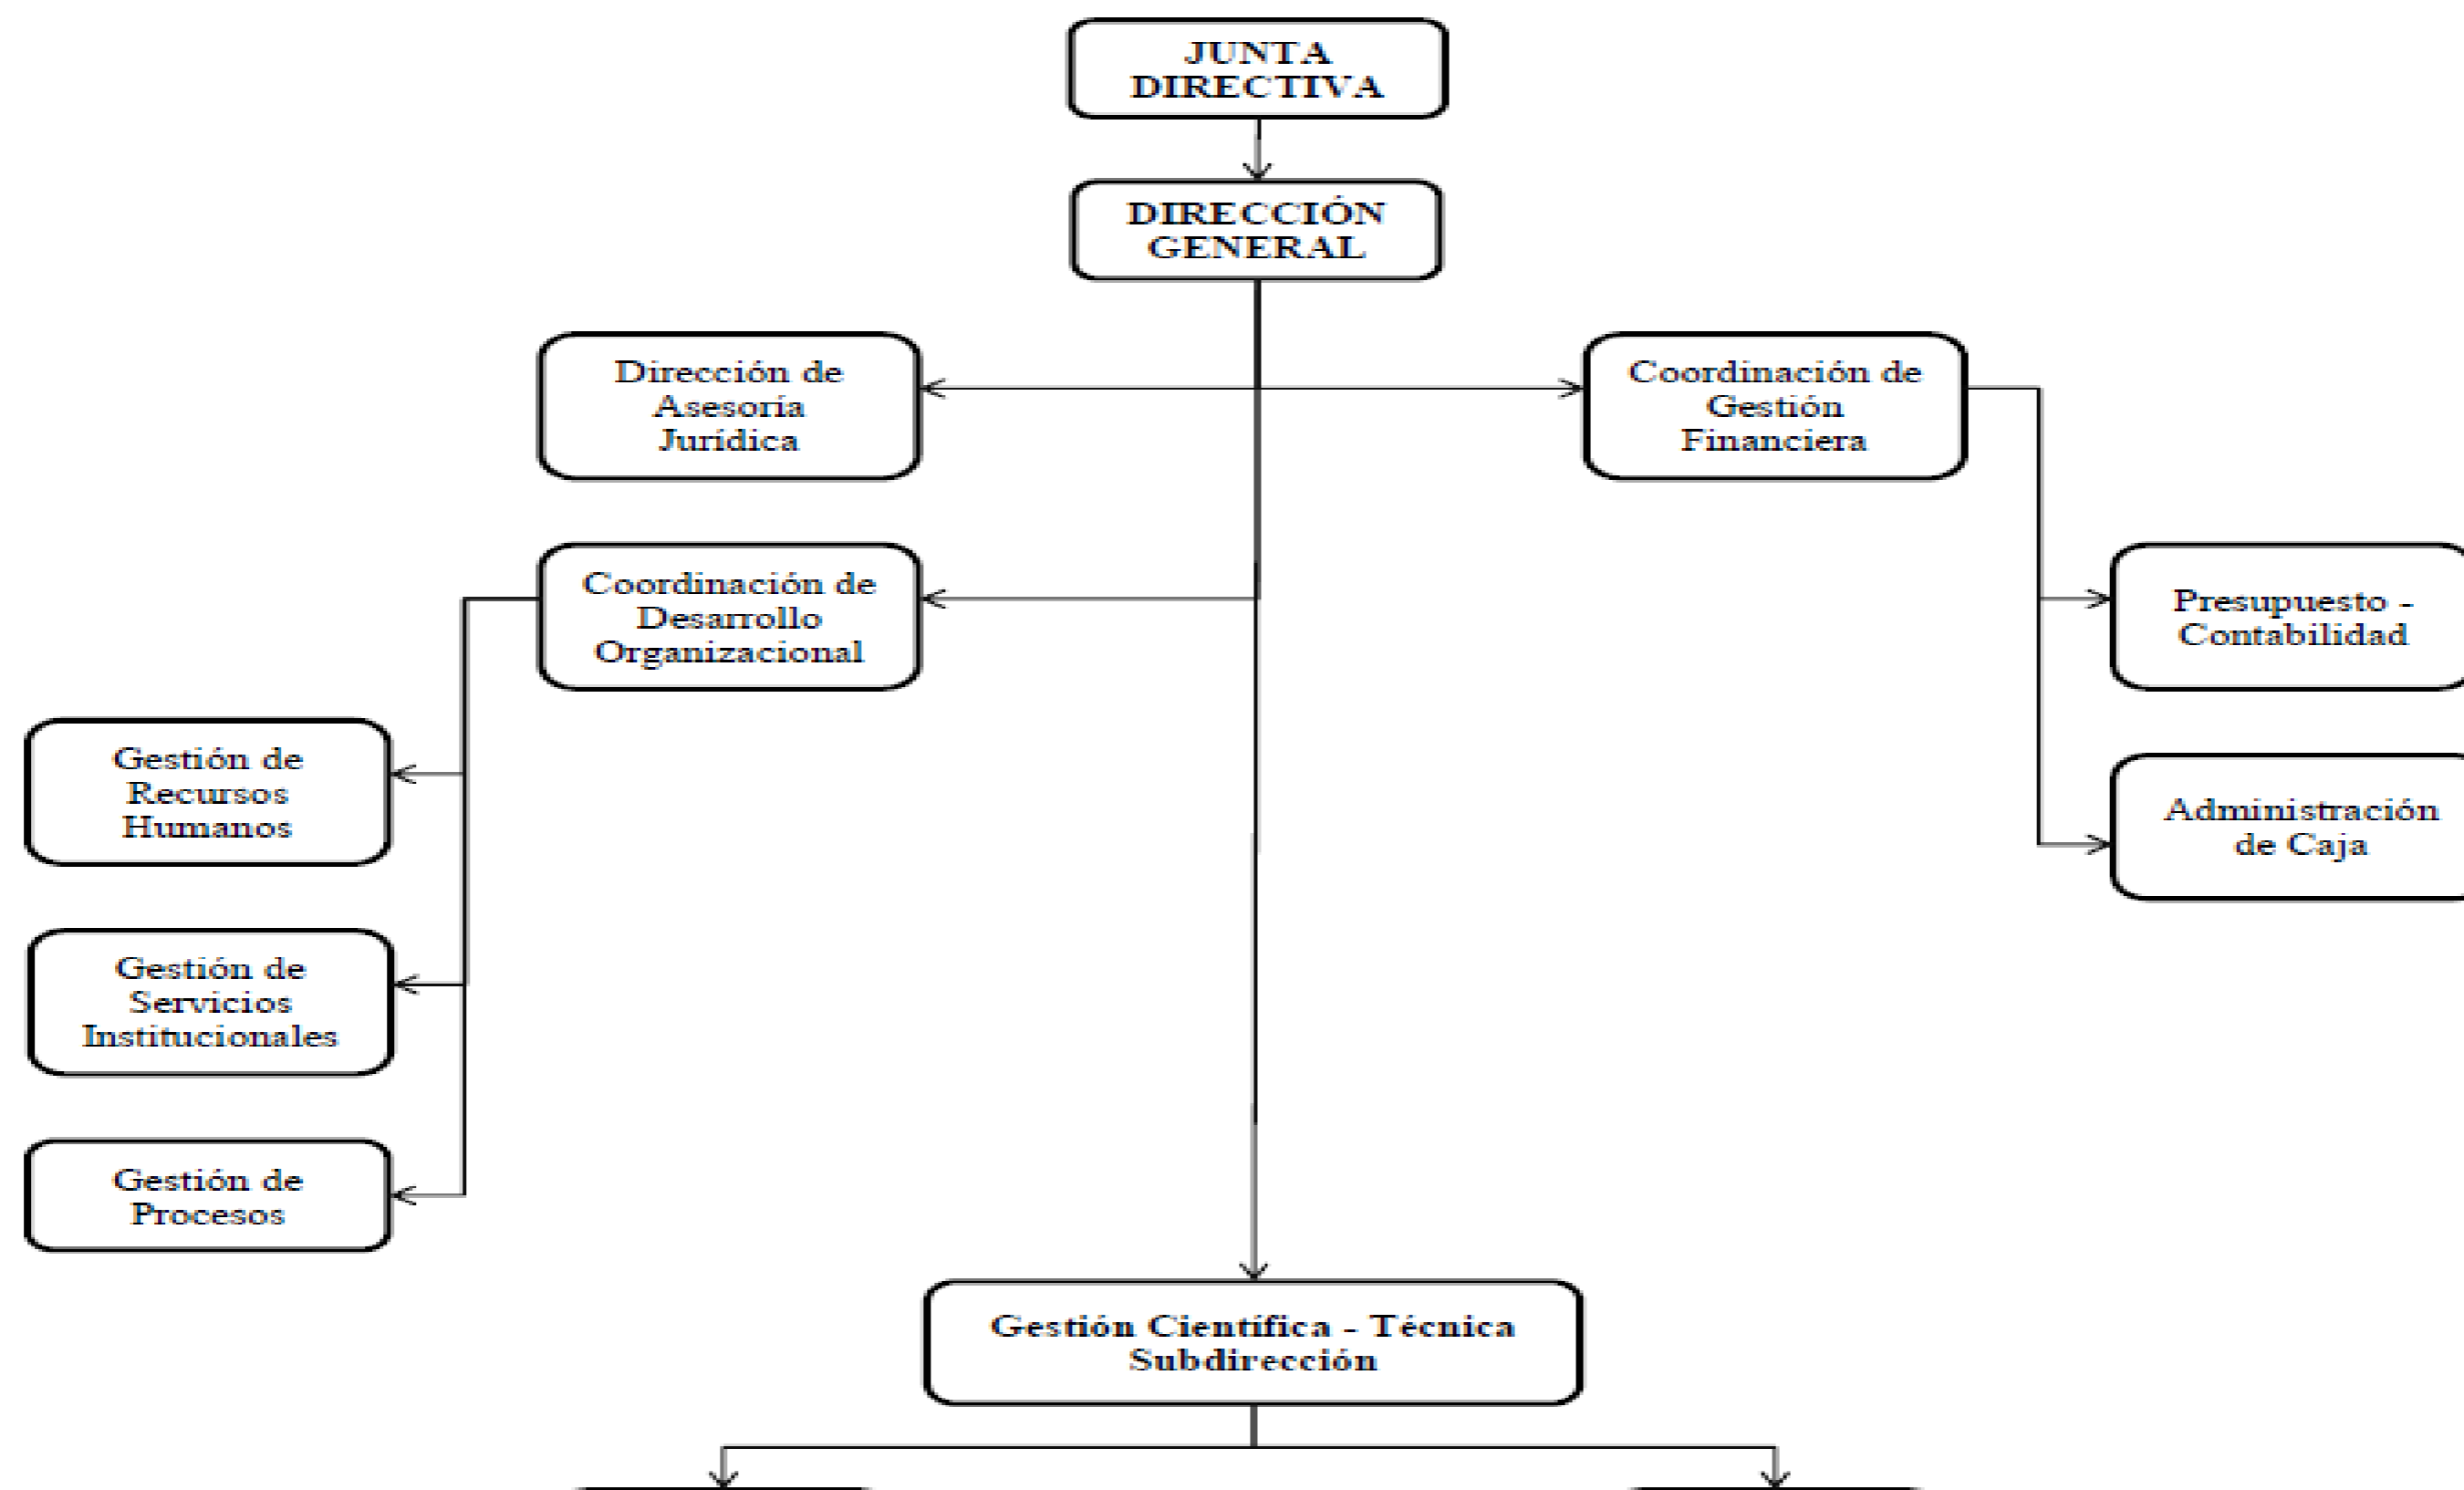 JUNTA
DIRECTIVA
DIRECCIÓN
GENERAL
Dirección de
Asesoría
Jurídica
Coordinación de
Gestión
Financiera
Coordinación de
Desarrollo
Organizacional
Presupuesto -
Contabilidad
Gestión de
Recursos
Humanos
Administración
de Caja
Gestión de
Servicios
Institucionales
Gestión de
Procesos
Gestión Científica - Técnica
Subdirección